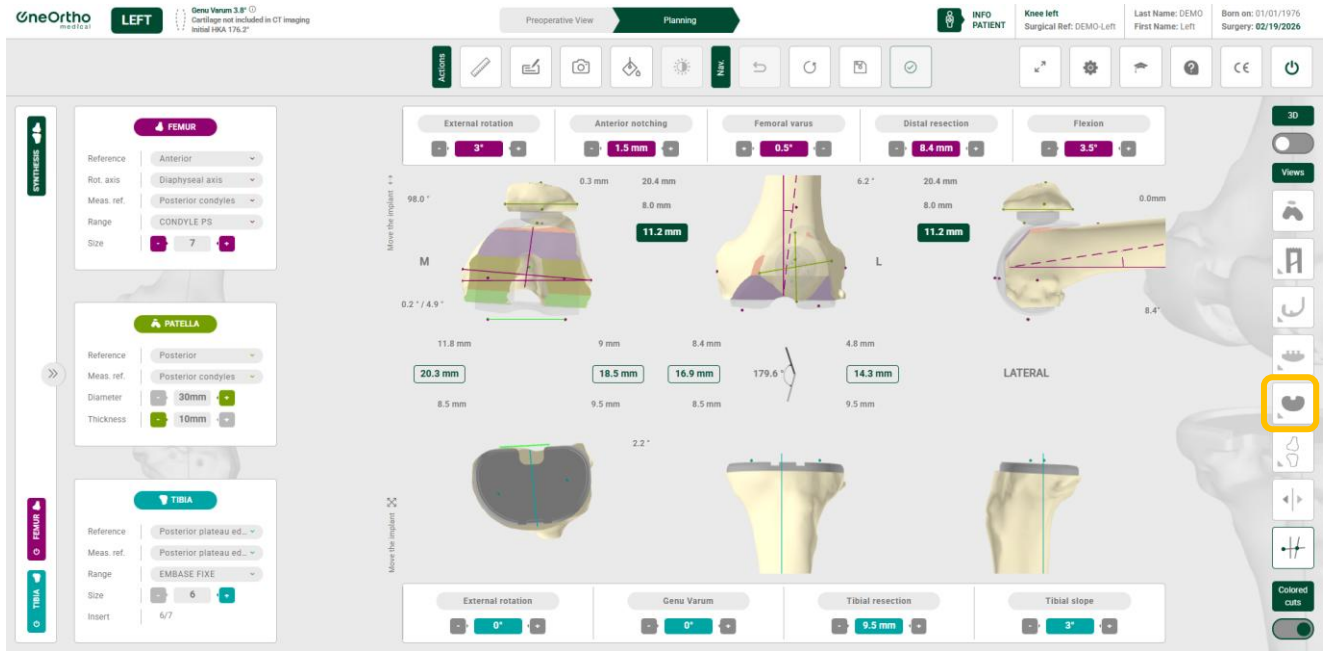 OneOrtho
medical
LEFT
Genu Varum 3.8°
Cartilage not included in CT imaging
Initial HKA 176.2°
Preoperative View
Planning
INFO
PATIENT
Knee left
Surgical Ref: DEMO-Left
Last Name: DEMO
First Name: Left
Born on: 01/01/1976
Surgery: 02/19/2026
Actions
Nav.
CE
SYNTHESIS
FEMUR
Reference Anterior
Rot. axis Diaphyseal axis
Meas. ref. Posterior condyles
Range CONDYLE PS
Size - 7 +
PATELLA
Reference Posterior
Meas. ref. Posterior condyles
Diameter - 30mm +
Thickness - 10mm +
TIBIA
Reference Posterior plateau ed...
Meas. ref. Posterior plateau ed...
Range EMBASE FIXE
Size - 6 +
Insert 6/7
FEMUR
TIBIA
External rotation
- 3° +
Anterior notching
- 1.5 mm +
Femoral varus
+ 0.5° -
Distal resection
- 8.4 mm +
Flexion
- 3.5° +
Move the implant
98.0 °
0.3 mm
20.4 mm
8.0 mm
11.2 mm
6.2 °
20.4 mm
8.0 mm
11.2 mm
0.0mm
M
L
0.2 ° / 4.9 °
8.4°
11.8 mm
9 mm
8.4 mm
4.8 mm
20.3 mm
18.5 mm
16.9 mm
179.6 °
14.3 mm
LATERAL
8.5 mm
9.5 mm
8.5 mm
9.5 mm
2.2 °
Move the implant
External rotation
- 0° +
Genu Varum
- 0° +
Tibial resection
- 9.5 mm +
Tibial slope
- 3° +
3D
Views
Colored
cuts